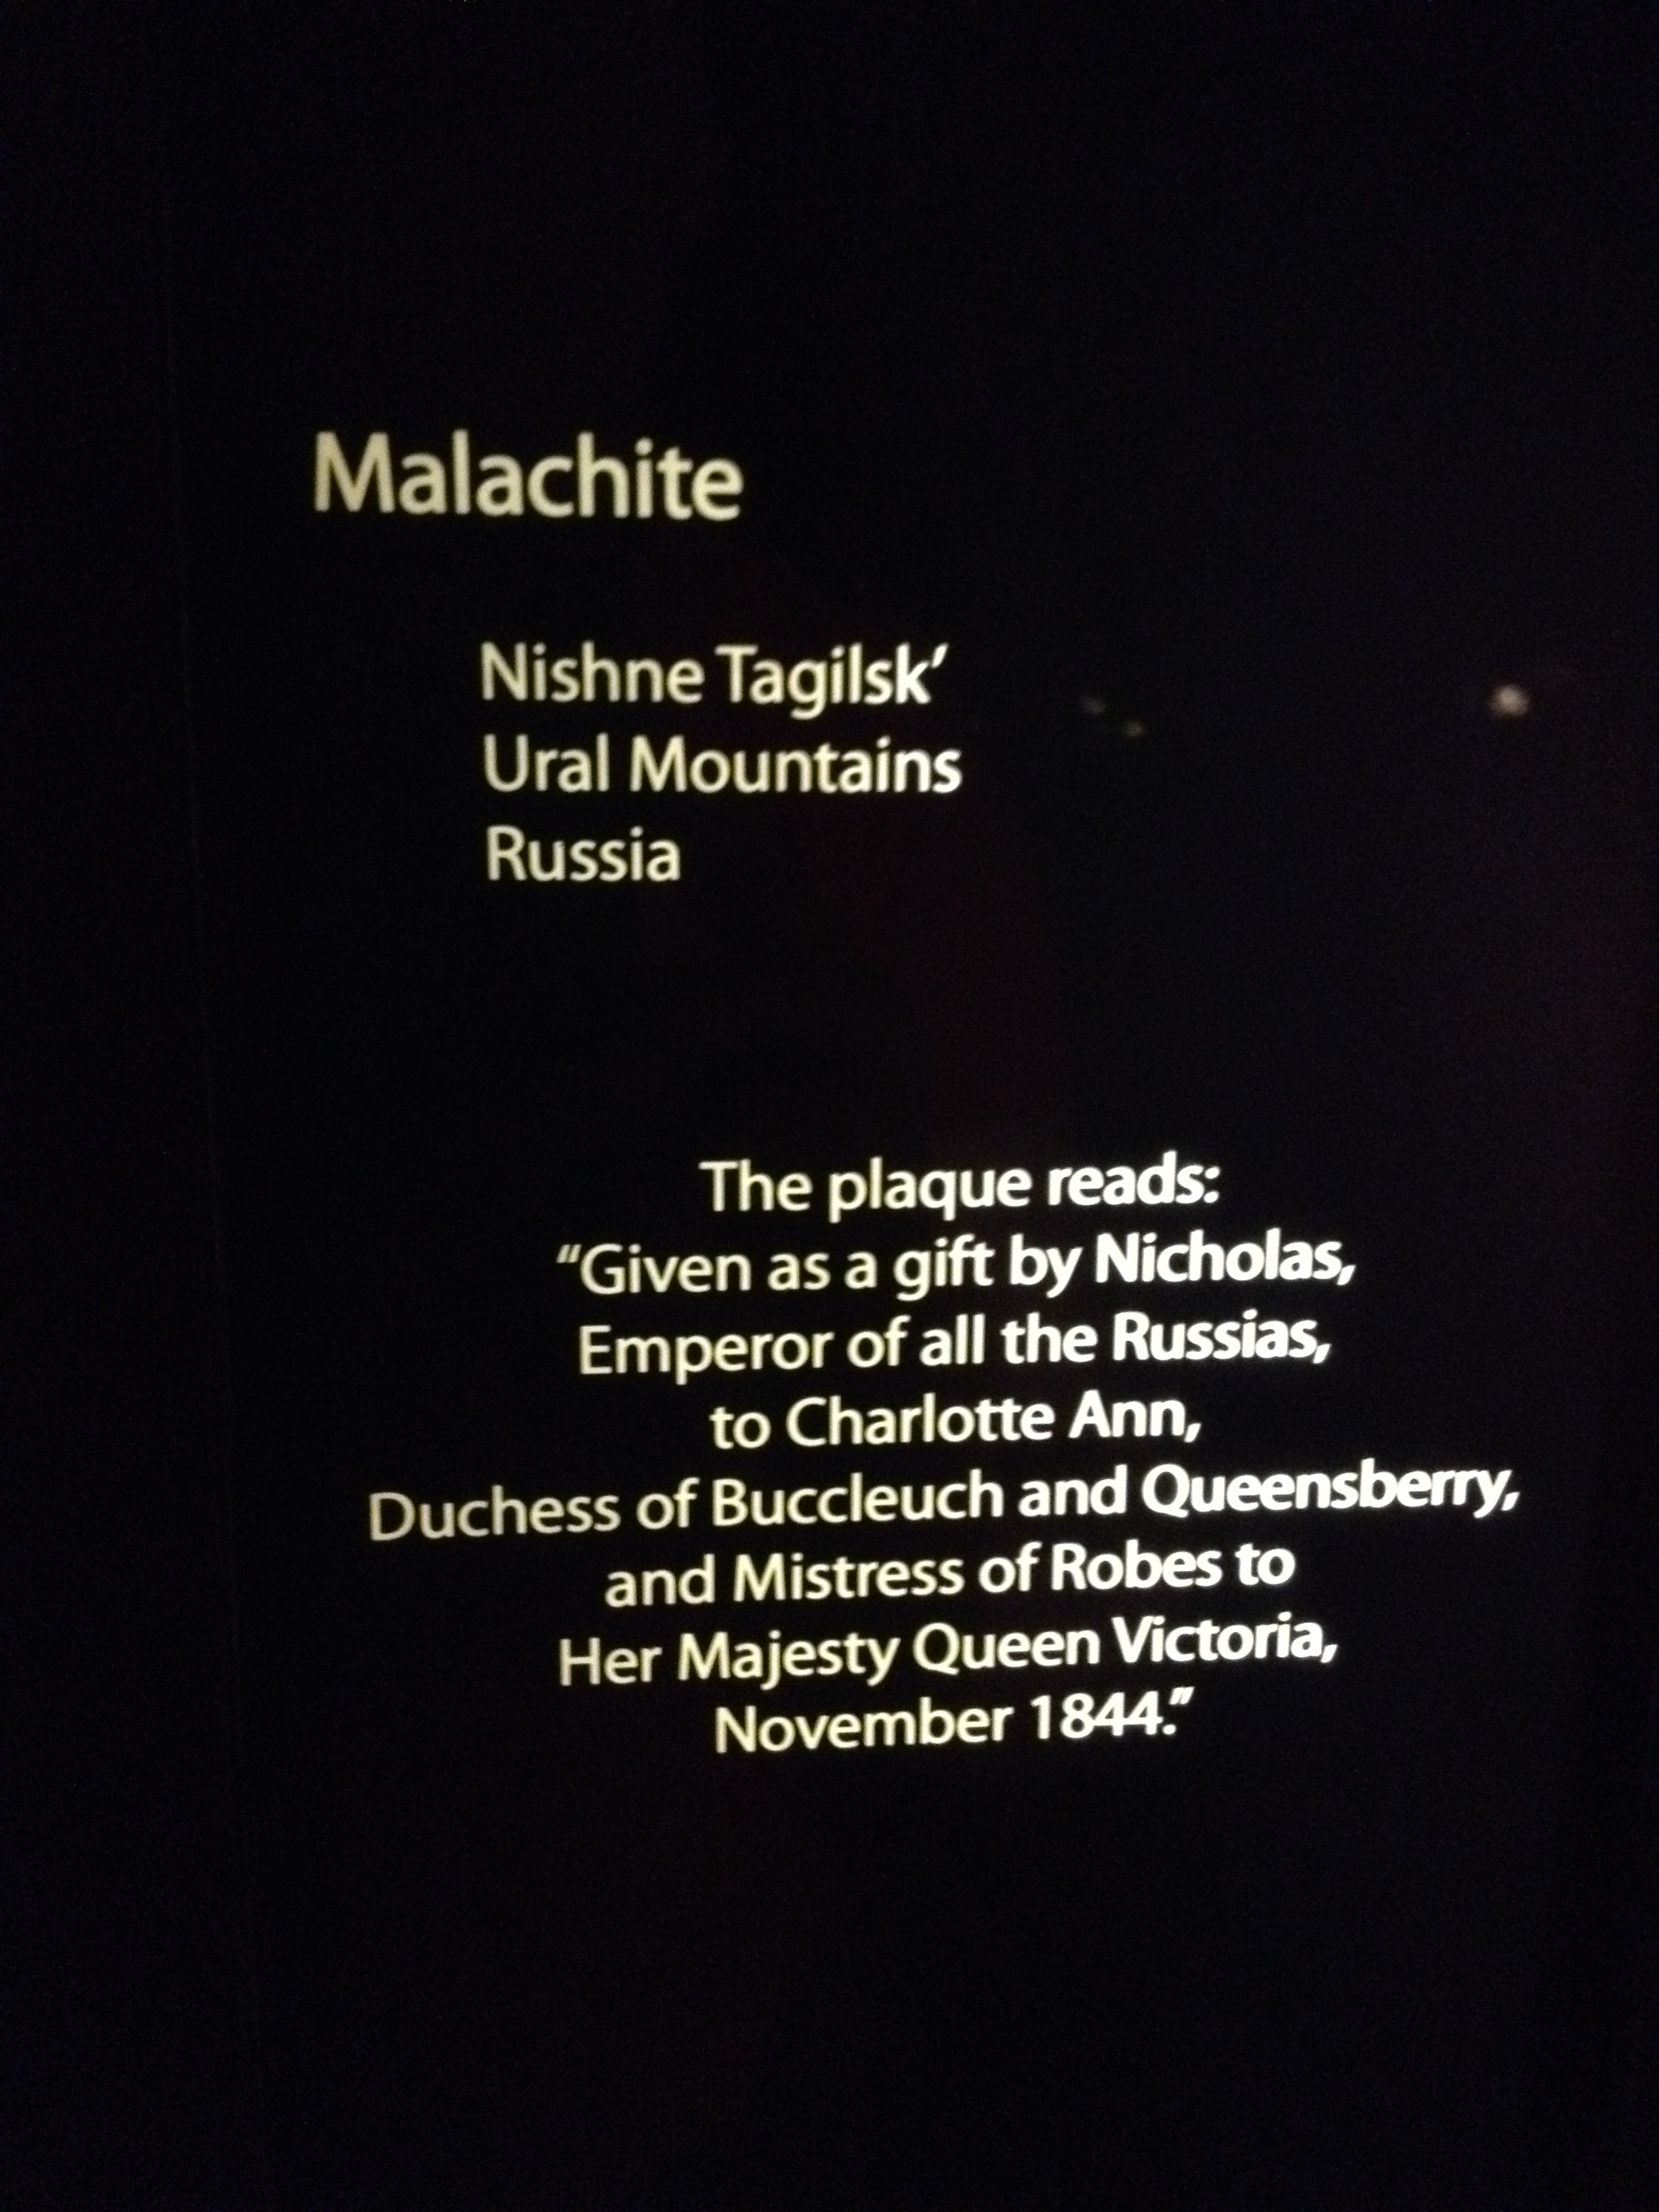 Malachite
Nishne Tagilsk’
Ural Mountains
Russia
The plaque reads:
“Given as a gift by Nicholas,
Emperor of all the Russias,
to Charlotte Ann,
Duchess of Buccleuch and Queensberry,
and Mistress of Robes to
Her Majesty Queen Victoria,
November 1844.”